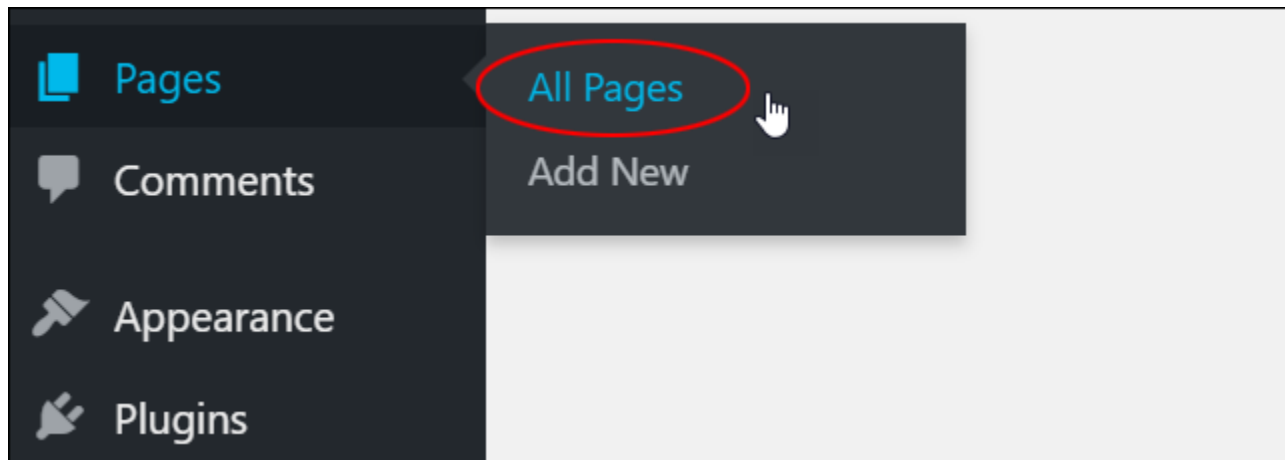 Pages
All Pages
Add New
Comments
Appearance
Plugins